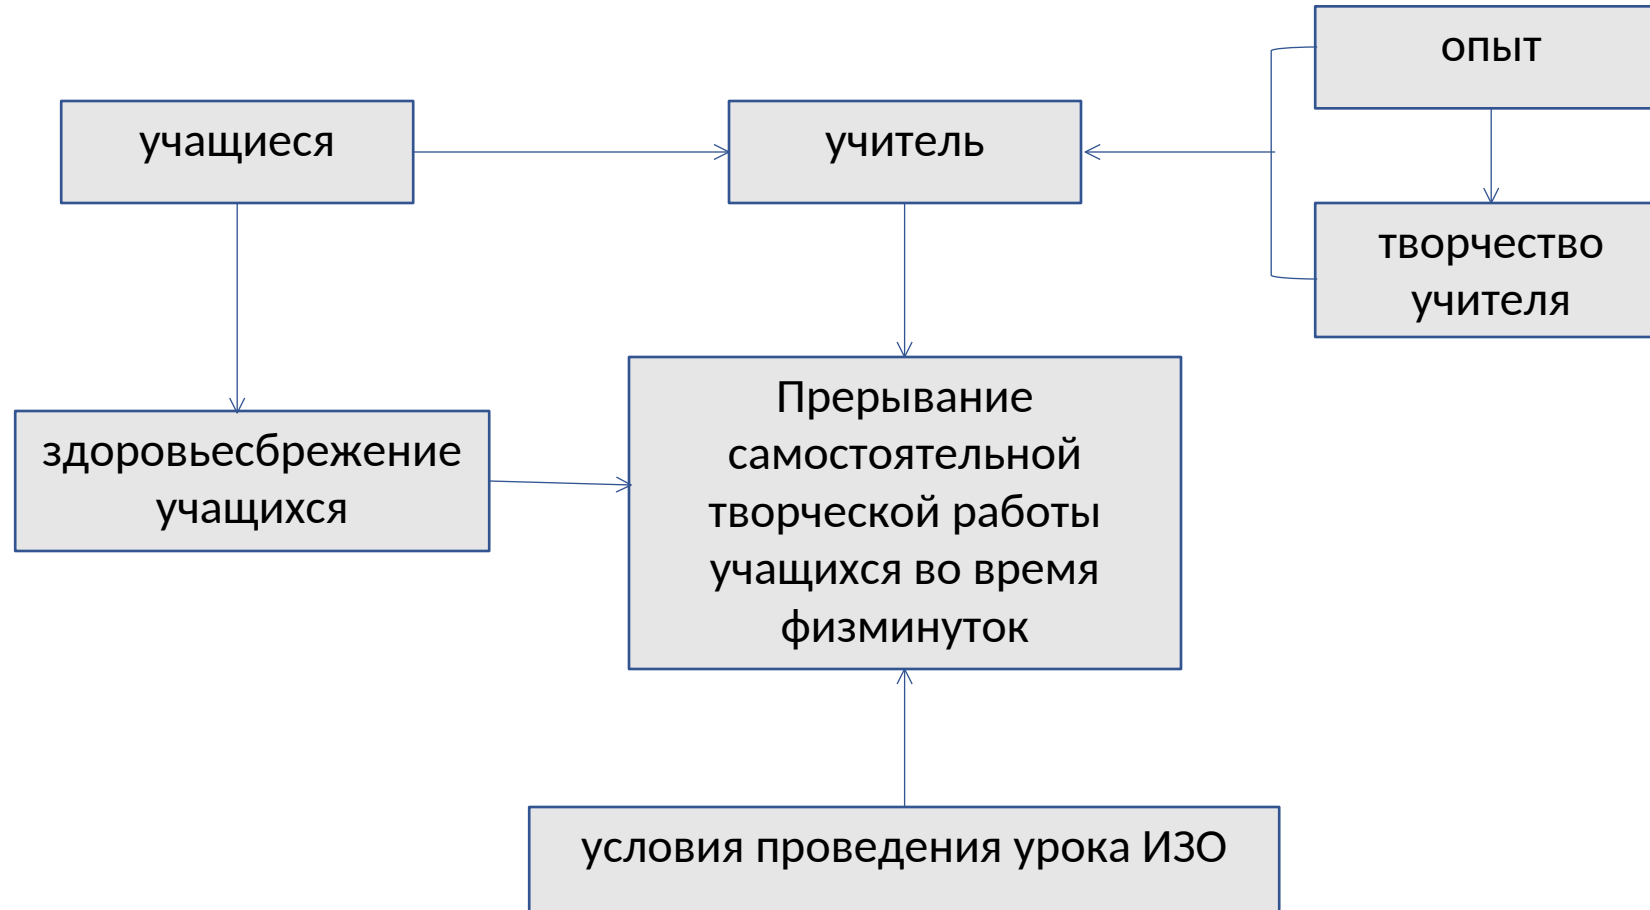 опыт
учащиеся
учитель
творчество
учителя
Прерывание
самостоятельной
творческой работы
учащихся во время
физминуток
здоровьесбрежение
учащихся
условия проведения урока ИЗО